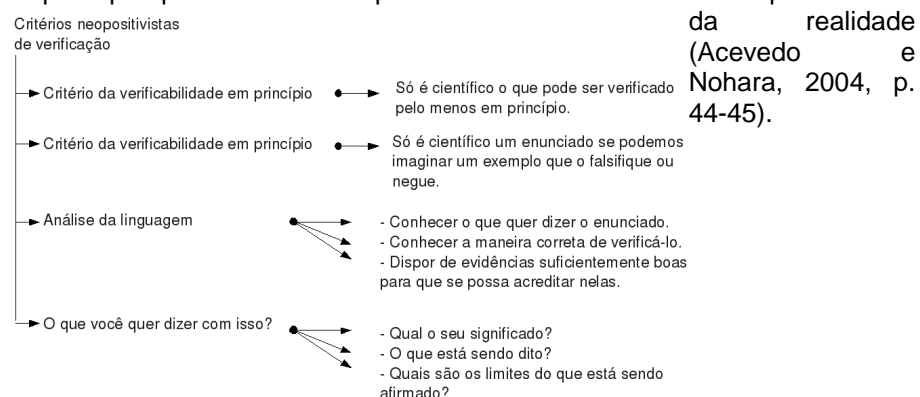 Critérios neopositivistas
de verificação
da realidade
(Acevedo e
Nohara, 2004, p.
44-45).
Critério da verificabilidade em princípio
Só é científico o que pode ser verificado
pelo menos em princípio.
Critério da verificabilidade em princípio
Só é científico um enunciado se podemos
imaginar um exemplo que o falsifique ou
negue.
Análise da linguagem
- Conhecer o que quer dizer o enunciado.
- Conhecer a maneira correta de verificá-lo.
- Dispor de evidências suficientemente boas
para que se possa acreditar nelas.
O que você quer dizer com isso?
- Qual o seu significado?
- O que está sendo dito?
- Quais são os limites do que está sendo
afirmado?